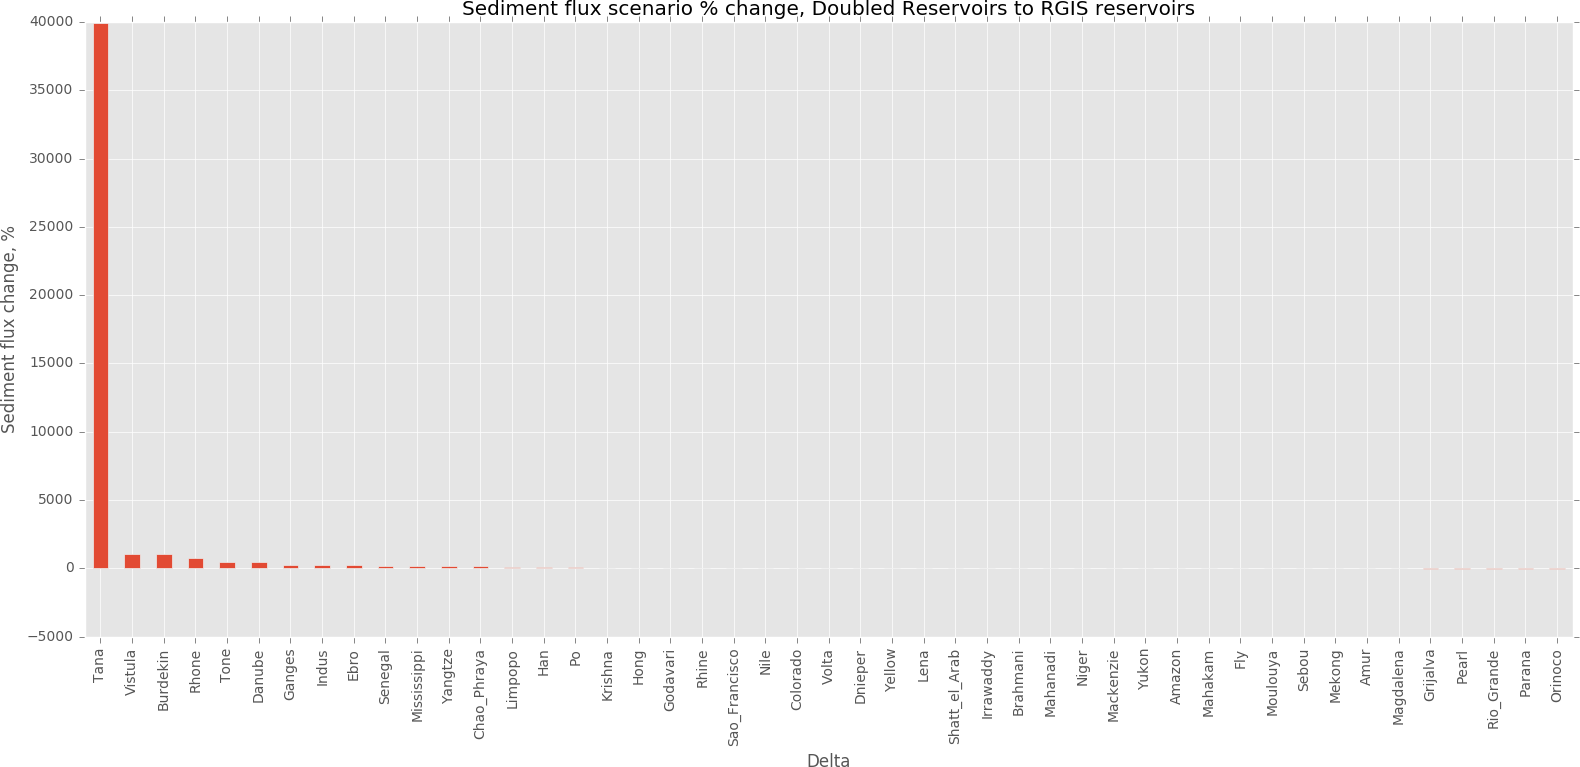 Sediment flux scenario % change, Doubled Reservoirs to RGIS reservoirs
40000
35000
30000
25000
20000
15000
10000
5000
0
−5000
Sediment flux change, %
Tana
Vistula
Burdekin
Rhone
Tone
Danube
Ganges
Indus
Ebro
Senegal
Mississippi
Yangtze
Chao_Phraya
Limpopo
Han
Po
Krishna
Hong
Godavari
Rhine
Sao_Francisco
Nile
Colorado
Volta
Dnieper
Yellow
Lena
Shatt_el_Arab
Irrawaddy
Brahmani
Mahanadi
Niger
Mackenzie
Yukon
Amazon
Mahakam
Fly
Moulouya
Sebou
Mekong
Amur
Magdalena
Grijalva
Pearl
Rio_Grande
Parana
Orinoco
Delta